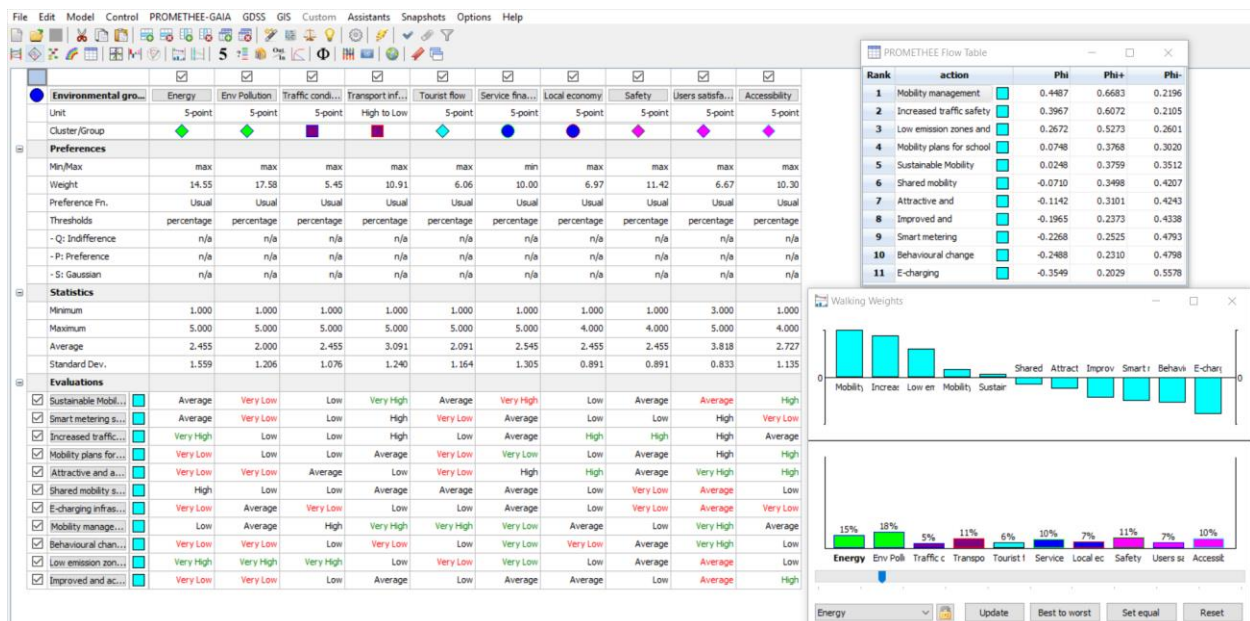 File Edit Model Control PROMETHEE-GAIA GDSS GIS Custom Assistants Snapshots Options Help
Environmental gro... Energy Env Pollution Traffic condi... Transport inf... Tourist flow Service fina... Local economy Safety Users satisfa... Accessibility
Unit 5-point 5-point 5-point High to Low 5-point 5-point 5-point 5-point 5-point 5-point
Cluster/Group
Preferences
Min/Max max max max max max min max max max max
Weight 14.55 17.58 5.45 10.91 6.06 10.00 6.97 11.42 6.67 10.30
Preference Fn. Usual Usual Usual Usual Usual Usual Usual Usual Usual Usual
Thresholds percentage percentage percentage percentage percentage percentage percentage percentage percentage percentage
- Q: Indifference n/a n/a n/a n/a n/a n/a n/a n/a n/a n/a
- P: Preference n/a n/a n/a n/a n/a n/a n/a n/a n/a n/a
- S: Gaussian n/a n/a n/a n/a n/a n/a n/a n/a n/a n/a
Statistics
Minimum 1.000 1.000 1.000 1.000 1.000 1.000 1.000 1.000 3.000 1.000
Maximum 5.000 5.000 5.000 5.000 5.000 5.000 4.000 4.000 5.000 4.000
Average 2.455 2.000 2.455 3.091 2.091 2.545 2.455 2.455 3.818 2.727
Standard Dev. 1.559 1.206 1.076 1.240 1.164 1.305 0.891 0.891 0.833 1.135
Evaluations
Sustainable Mobil... Average Very Low Low Very High Average Very High Low Average Average High
Smart metering s... Average Very Low Low High Very Low Average Low Low High Very Low
Increased traffic... Very High Low Low High Low Average High High High Average
Mobility plans for... Very Low Low Low Average Very Low High Low Average High High
Attractive and a... Very Low Very Low Average Low Very Low High High Average Very High High
Shared mobility s... High Low Low Average Average Average Low Very Low Average Low
E-charging infras... Very Low Average Very Low Low Average Average Low Very Low Average Very Low
Mobility manage... Low Average High Very High Very High Very Low Average Low Very High Average
Behavioural chan... Very Low Very Low Low Very Low Low Very Low Very Low Average Very High Low
Low emission zon... Very High Very High Very High Low Very Low Very Low Low Average Average Low
Improved and ac... Very Low Very Low Low Average Low Average Average Low Average High
PROMETHEE Flow Table
Rank action Phi Phi+ Phi-
1 Mobility management 0.4487 0.6683 0.2196
2 Increased traffic safety 0.3967 0.6072 0.2105
3 Low emission zones and 0.2672 0.5273 0.2601
4 Mobility plans for school 0.0748 0.3768 0.3020
5 Sustainable Mobility 0.0248 0.3759 0.3512
6 Shared mobility -0.0710 0.3498 0.4207
7 Attractive and -0.1142 0.3101 0.4243
8 Improved and -0.1965 0.2373 0.4338
9 Smart metering -0.2268 0.2525 0.4793
10 Behavioural change -0.2488 0.2310 0.4798
11 E-charging -0.3549 0.2029 0.5578
Walking Weights
Shared Attract Improv Smart Behavi E-charg
0 0
Mobility Increas Low em Mobility Sustair
15% 18% 5% 11% 6% 10% 7% 11% 7% 10%
Energy Env Poll Traffic c Transpo Tourist f Service Local ec Safety Users sa Accessib
Energy Update Best to worst Set equal Reset